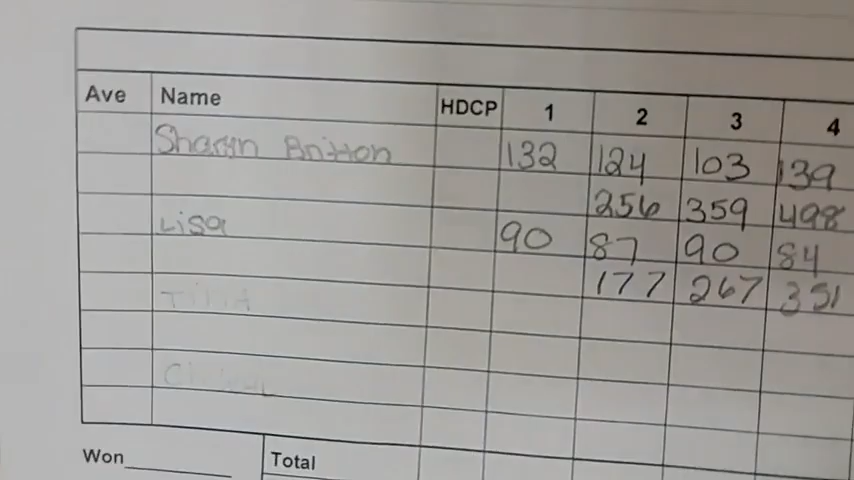 Ave Name HDCP 1 2 3 4
Sharon Britton 132 124 103 139
256 359 498
Lisa 90 87 90 84
177 267 351
Won Total